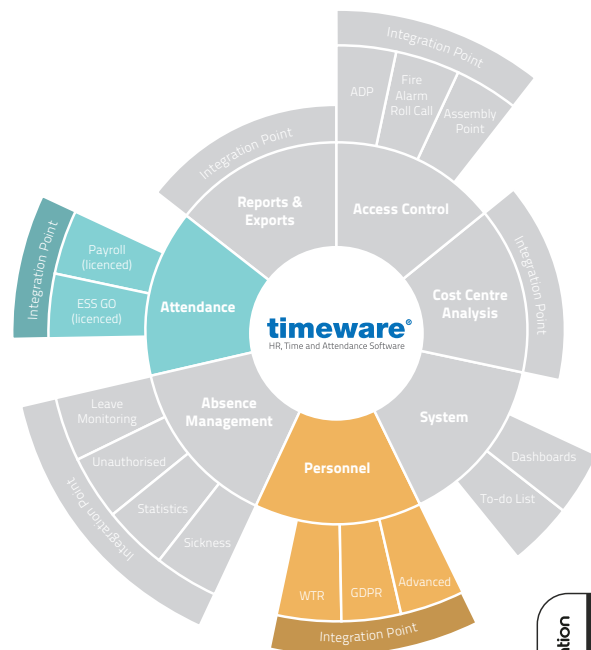 Integration Point
ADP
Fire
Alarm
Roll Call
Assembly
Point
Integration Point
Reports &
Exports
Access Control
Integration Point
Payroll
(licenced)
ESS GO
(licenced)
Attendance
Cost Centre
Analysis
Integration Point
timeware®
HR, Time and Attendance Software
Leave
Monitoring
Unauthorised
Statistics
Sickness
Integration Point
Absence
Management
System
Dashboards
To-do List
Personnel
WTR
GDPR
Advanced
Integration Point